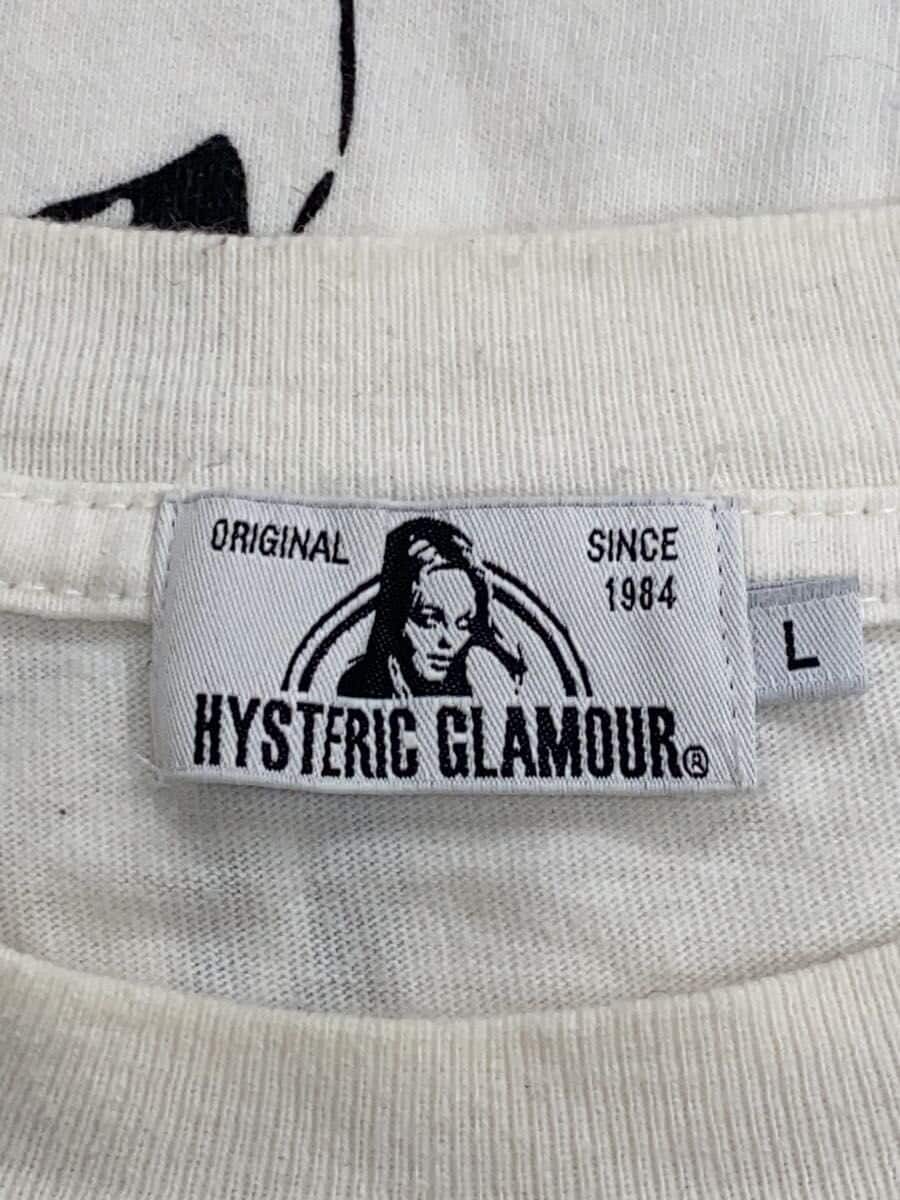 ORIGINAL
SINCE
1984
HYSTERIC GLAMOUR®
L